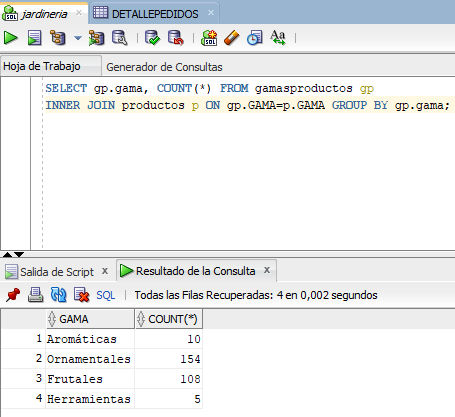 jardineria
DETALLEPEDIDOS
Hoja de Trabajo Generador de Consultas
SELECT gp.gama, COUNT(*) FROM gamasproductos gp
INNER JOIN productos p ON gp.GAMA=p.GAMA GROUP BY gp.gama;
Salida de Script x Resultado de la Consulta x
SQL | Todas las Filas Recuperadas: 4 en 0,002 segundos
GAMA COUNT(*)
1 Aromáticas 10
2 Ornamentales 154
3 Frutales 108
4 Herramientas 5